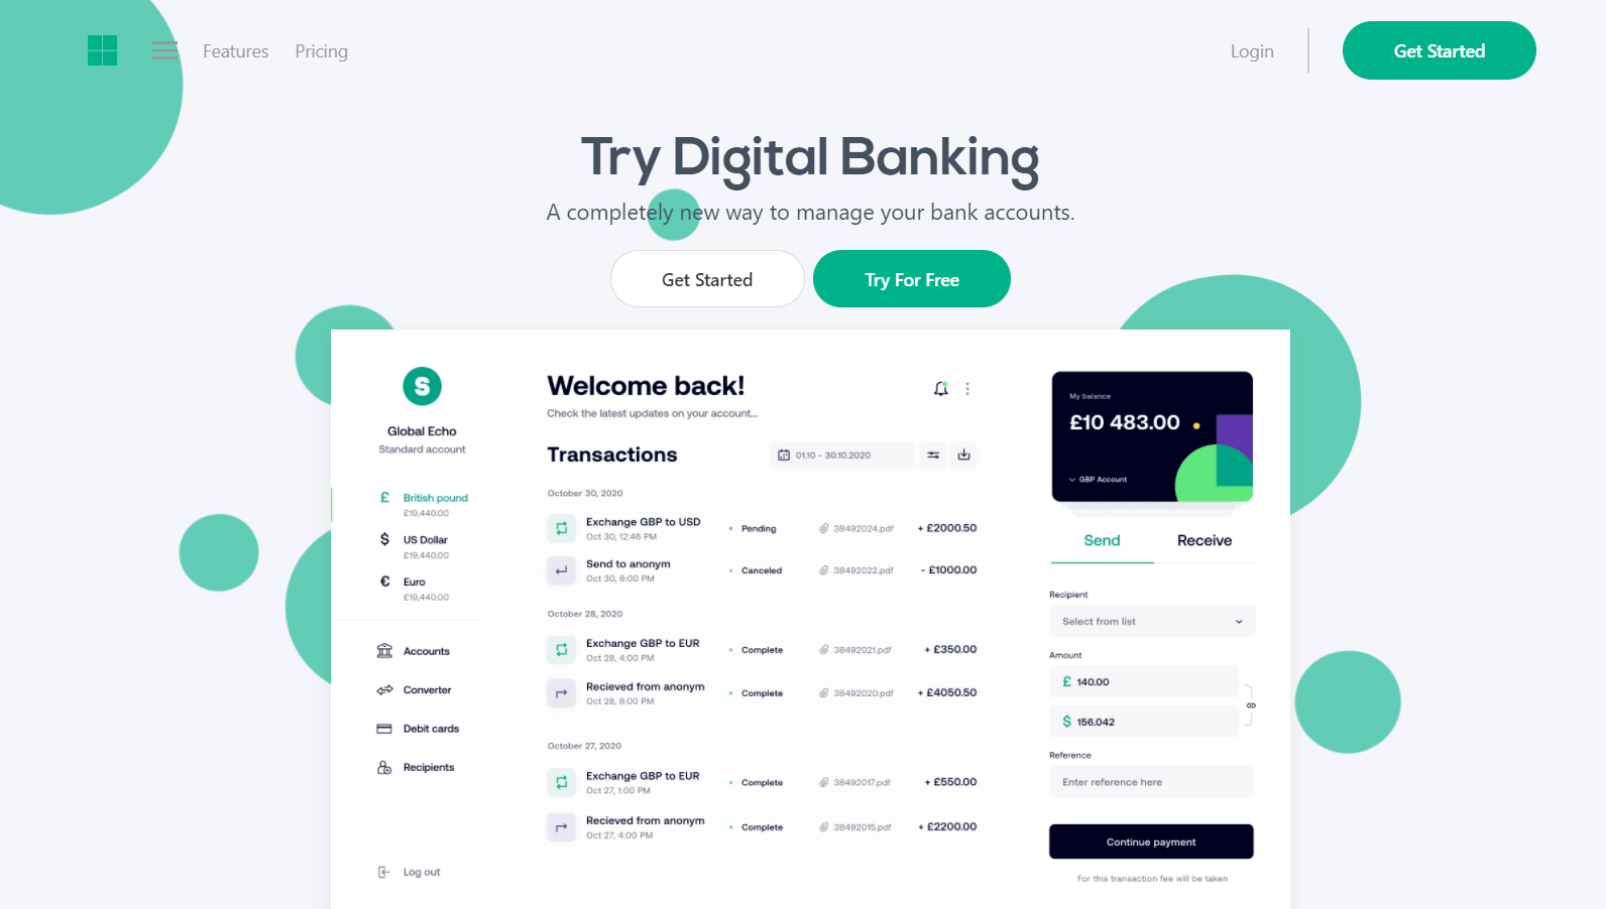 Features
Pricing
Login
Get Started
Try Digital Banking
A completely new way to manage your bank accounts.
Get Started
Try For Free
S
Global Echo
Standard account
£ British pound
£19,440.00
$ US Dollar
£19,440.00
€ Euro
£19,440.00
Accounts
Converter
Debit cards
Recipients
Log out
Welcome back!
Check the latest updates on your account...
Transactions
01.10 - 30.10.2020
October 30, 2020
Exchange GBP to USD
Oct 30, 12:46 PM
Pending
38492024.pdf
+ £2000.50
Send to anonym
Oct 30, 6:00 PM
Canceled
38492022.pdf
- £1000.00
October 28, 2020
Exchange GBP to EUR
Oct 28, 4:00 PM
Complete
38492021.pdf
+ £350.00
Recieved from anonym
Oct 28, 8:00 PM
Complete
38492020.pdf
+ £4050.50
October 27, 2020
Exchange GBP to EUR
Oct 27, 1:00 PM
Complete
38492017.pdf
+ £550.00
Recieved from anonym
Oct 27, 4:00 PM
Complete
38492015.pdf
+ £2200.00
My balance
£10 483.00
GBP Account
Send
Receive
Recipient
Select from list
Amount
£ 140.00
$ 156.042
Reference
Enter reference here
Continue payment
For this transaction fee will be taken